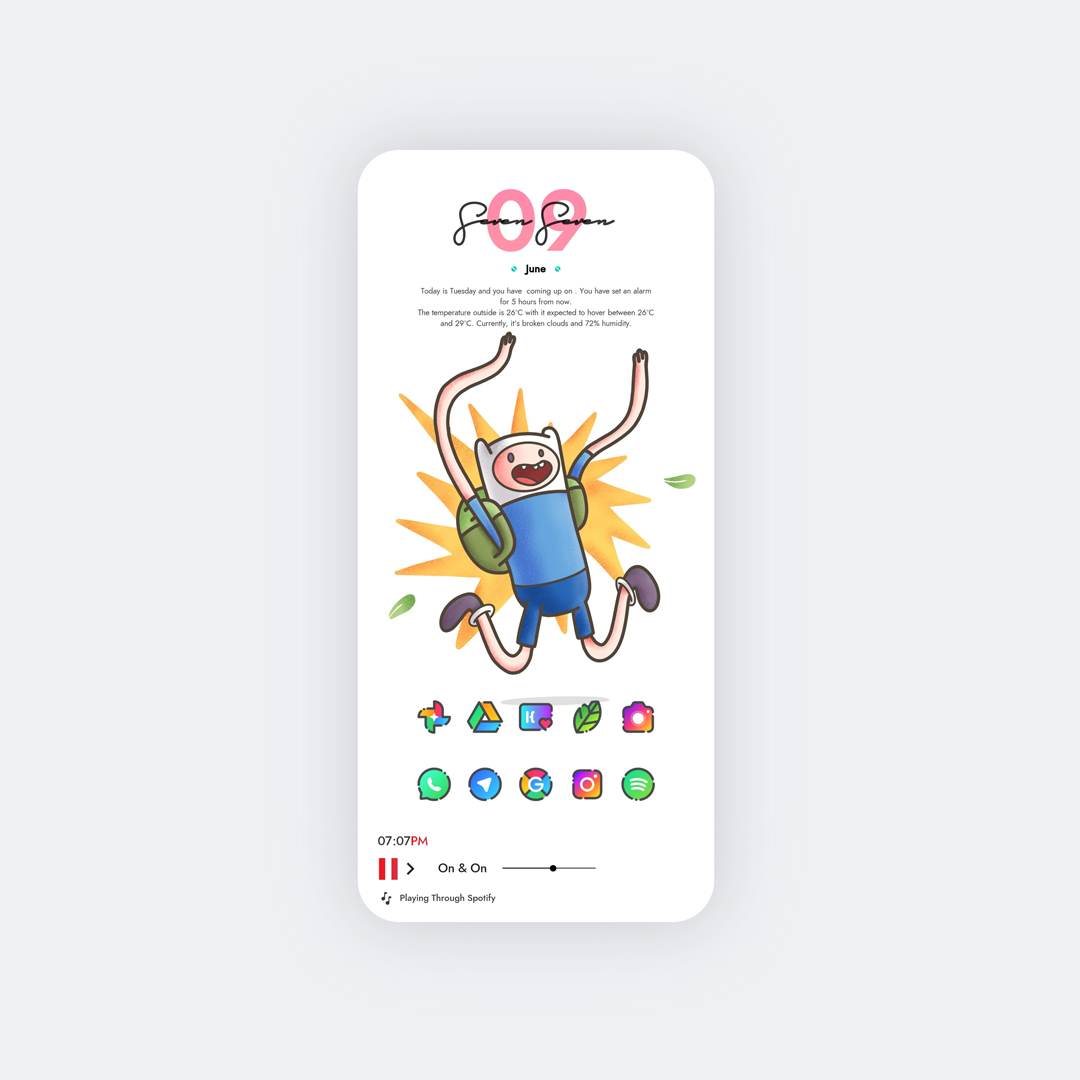 09
Seven Seven
June
Today is Tuesday and you have  coming up on . You have set an alarm
for 5 hours from now.
The temperature outside is 26°C with it expected to hover between 26°C
and 29°C. Currently, it's broken clouds and 72% humidity.
K
G
07:07PM
On & On
Playing Through Spotify